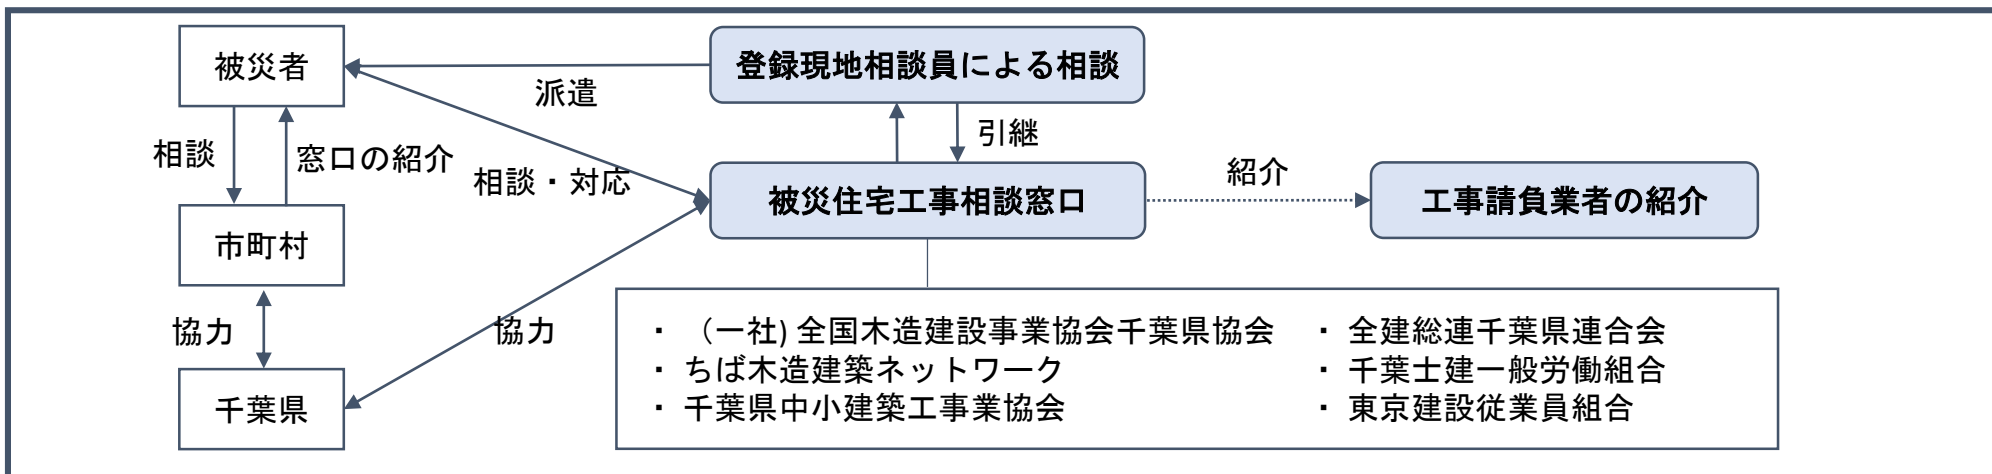 被災者
登録現地相談員による相談
派遣
相談
窓口の紹介
引継
相談・対応
紹介
被災住宅工事相談窓口
工事請負業者の紹介
市町村
協力
協力
千葉県
・（一社) 全国木造建設事業協会千葉県協会
・ちば木造建築ネットワーク
・千葉県中小建築工事業協会
・全建総連千葉県連合会
・千葉土建一般労働組合
・東京建設従業員組合